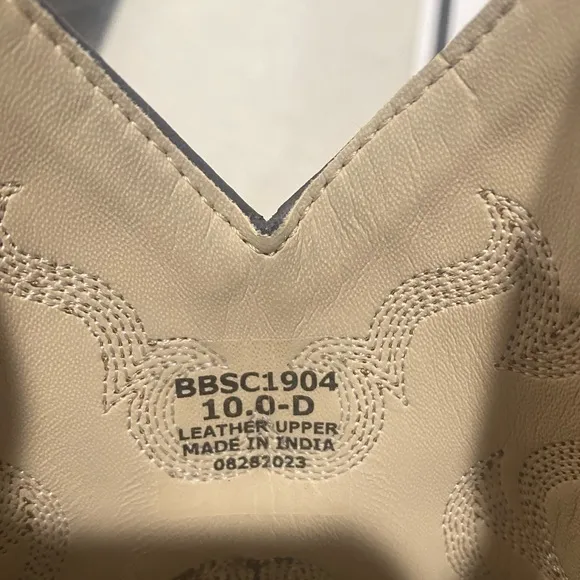 BBSC1904
10.0-D
LEATHER UPPER
MADE IN INDIA
08282023